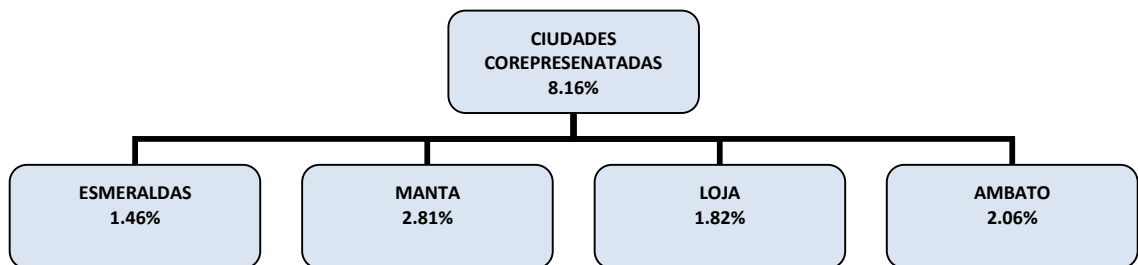 CIUDADES
COREPRESENATADAS
8.16%
ESMERALDAS
1.46%
MANTA
2.81%
LOJA
1.82%
AMBATO
2.06%